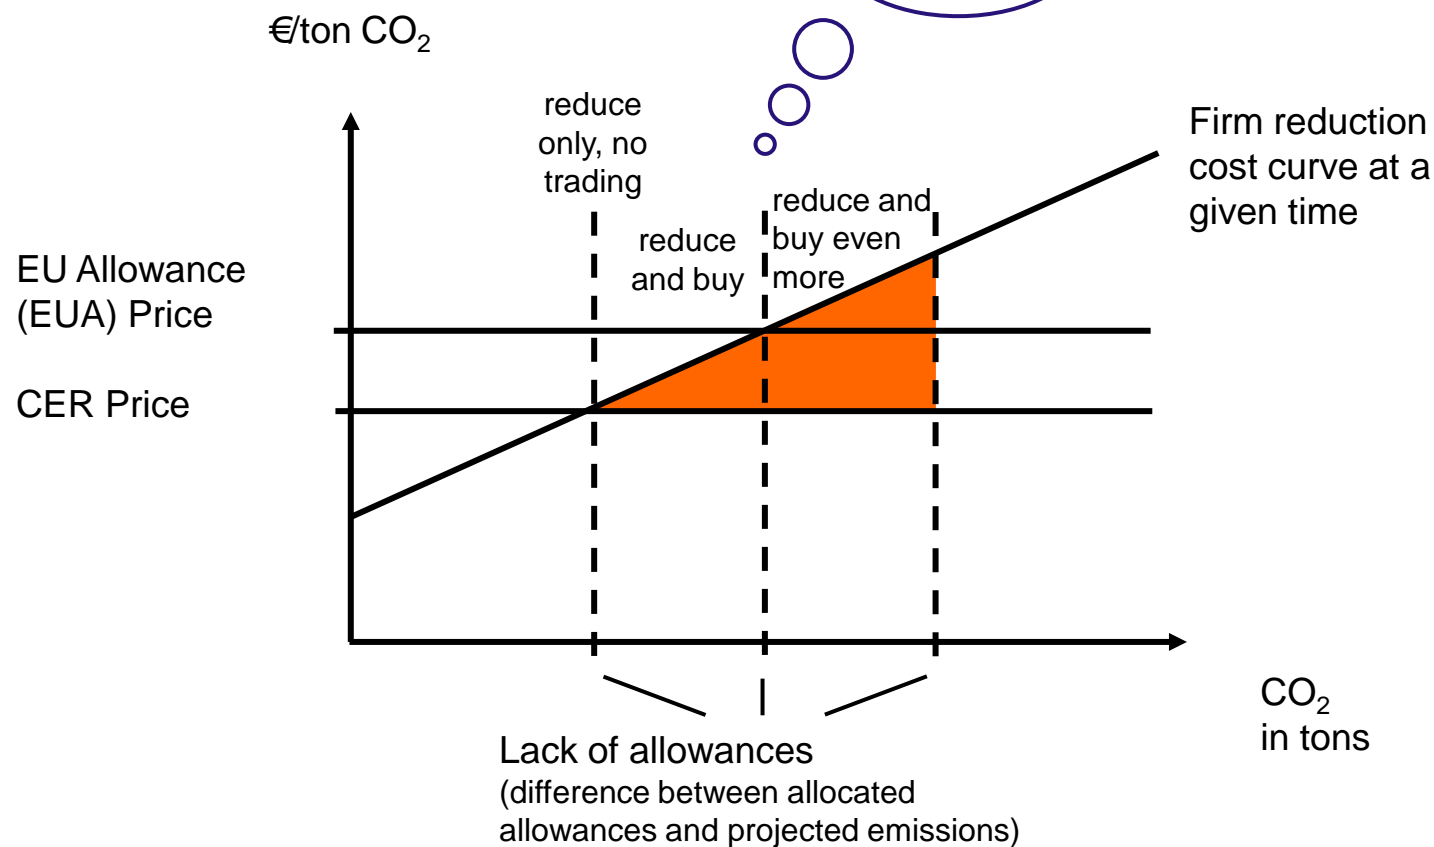 €/ton CO₂
reduce
only, no
trading
reduce
and buy
reduce and
buy even
more
Firm reduction
cost curve at a
given time
EU Allowance
(EUA) Price
CER Price
CO₂
in tons
Lack of allowances
(difference between allocated
allowances and projected emissions)